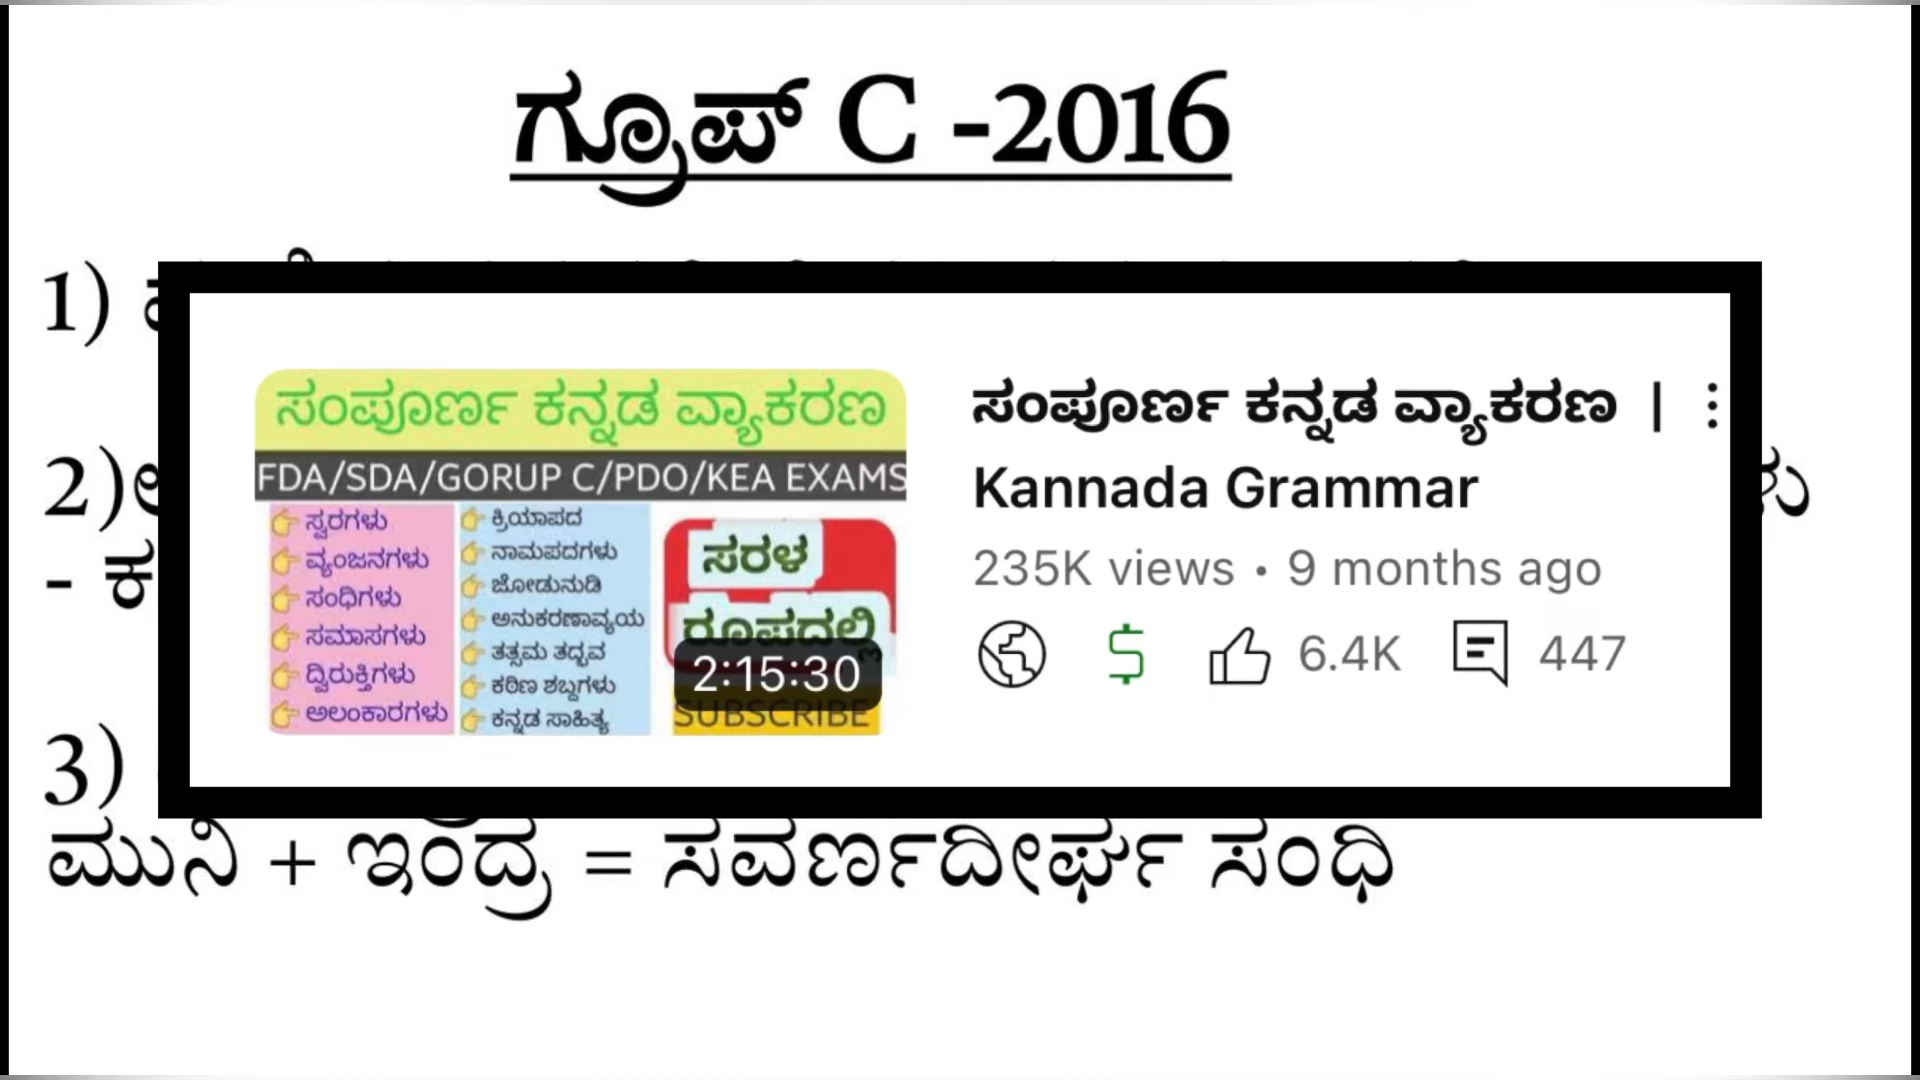 ಗ್ರೂಪ್ C -2016
1)
2)
- ಕ
3)
ಸಂಪೂರ್ಣ ಕನ್ನಡ ವ್ಯಾಕರಣ
FDA/SDA/GORUP C/PDO/KEA EXAMS
👉 ಸ್ವರಗಳು
👉 ವ್ಯಂಜನಗಳು
👉 ಸಂಧಿಗಳು
👉 ಸಮಾಸಗಳು
👉 ದ್ವಿರುಕ್ತಿಗಳು
👉 ಅಲಂಕಾರಗಳು
👉 ಕ್ರಿಯಾಪದ
👉 ನಾಮಪದಗಳು
👉 ಜೋಡುನುಡಿ
👉 ಅನುಕರಣಾವ್ಯಯ
👉 ತತ್ಸಮ ತದ್ಭವ
👉 ಕಠಿಣ ಶಬ್ದಗಳು
👉 ಕನ್ನಡ ಸಾಹಿತ್ಯ
ಸರಳ
ರೂಪದಲ್ಲಿ
2:15:30
SUBSCRIBE
ಸಂಪೂರ್ಣ ಕನ್ನಡ ವ್ಯಾಕರಣ |
Kannada Grammar
235K views • 9 months ago
$ 6.4K 447
ಮುನಿ + ಇಂದ್ರ = ಸವರ್ಣದೀರ್ಘ ಸಂಧಿ